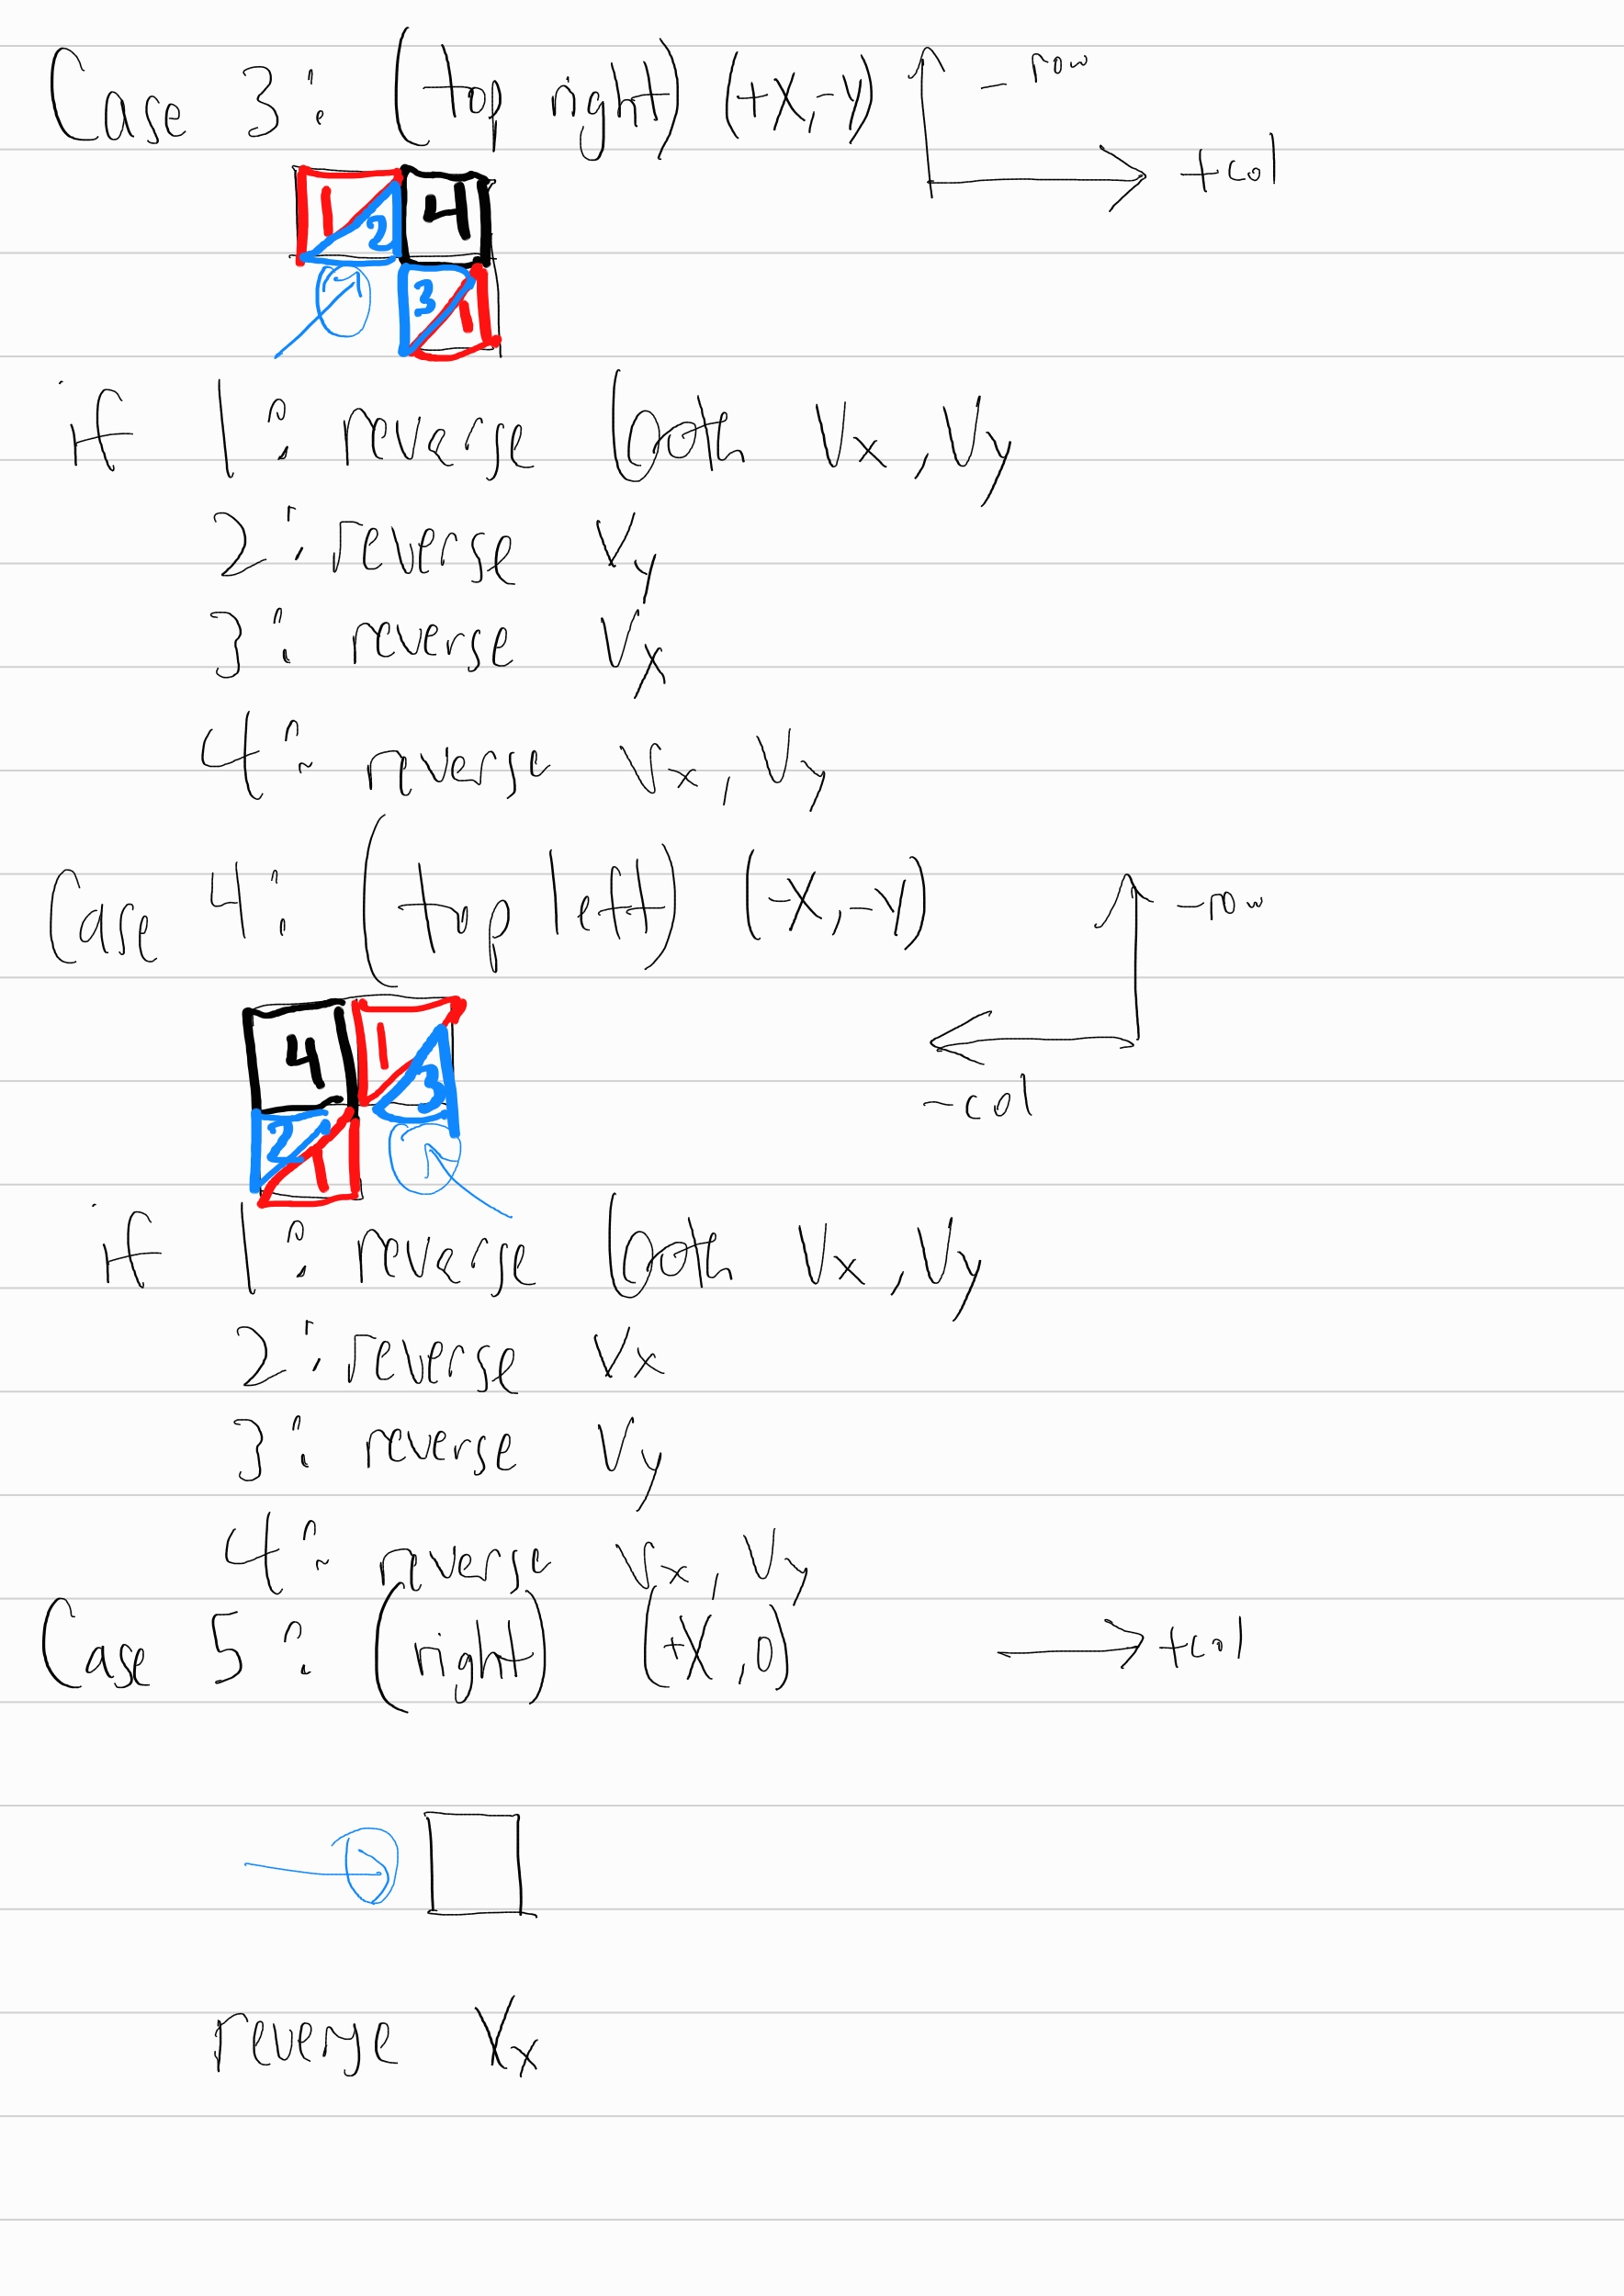 Case 3: (top right) (+X,-Y)
-row
+col
1 2 4
3 1
if 1: reverse both Vx, Vy
2: reverse Vy
3: reverse Vx
4: reverse Vx, Vy
Case 4: (top left) (-X,-Y)
-row
-col
4 1 3
2 1
if 1: reverse both Vx, Vy
2: reverse Vx
3: reverse Vy
4: reverse Vx, Vy
Case 5: (right) (+X,0)
+col
reverse Vx